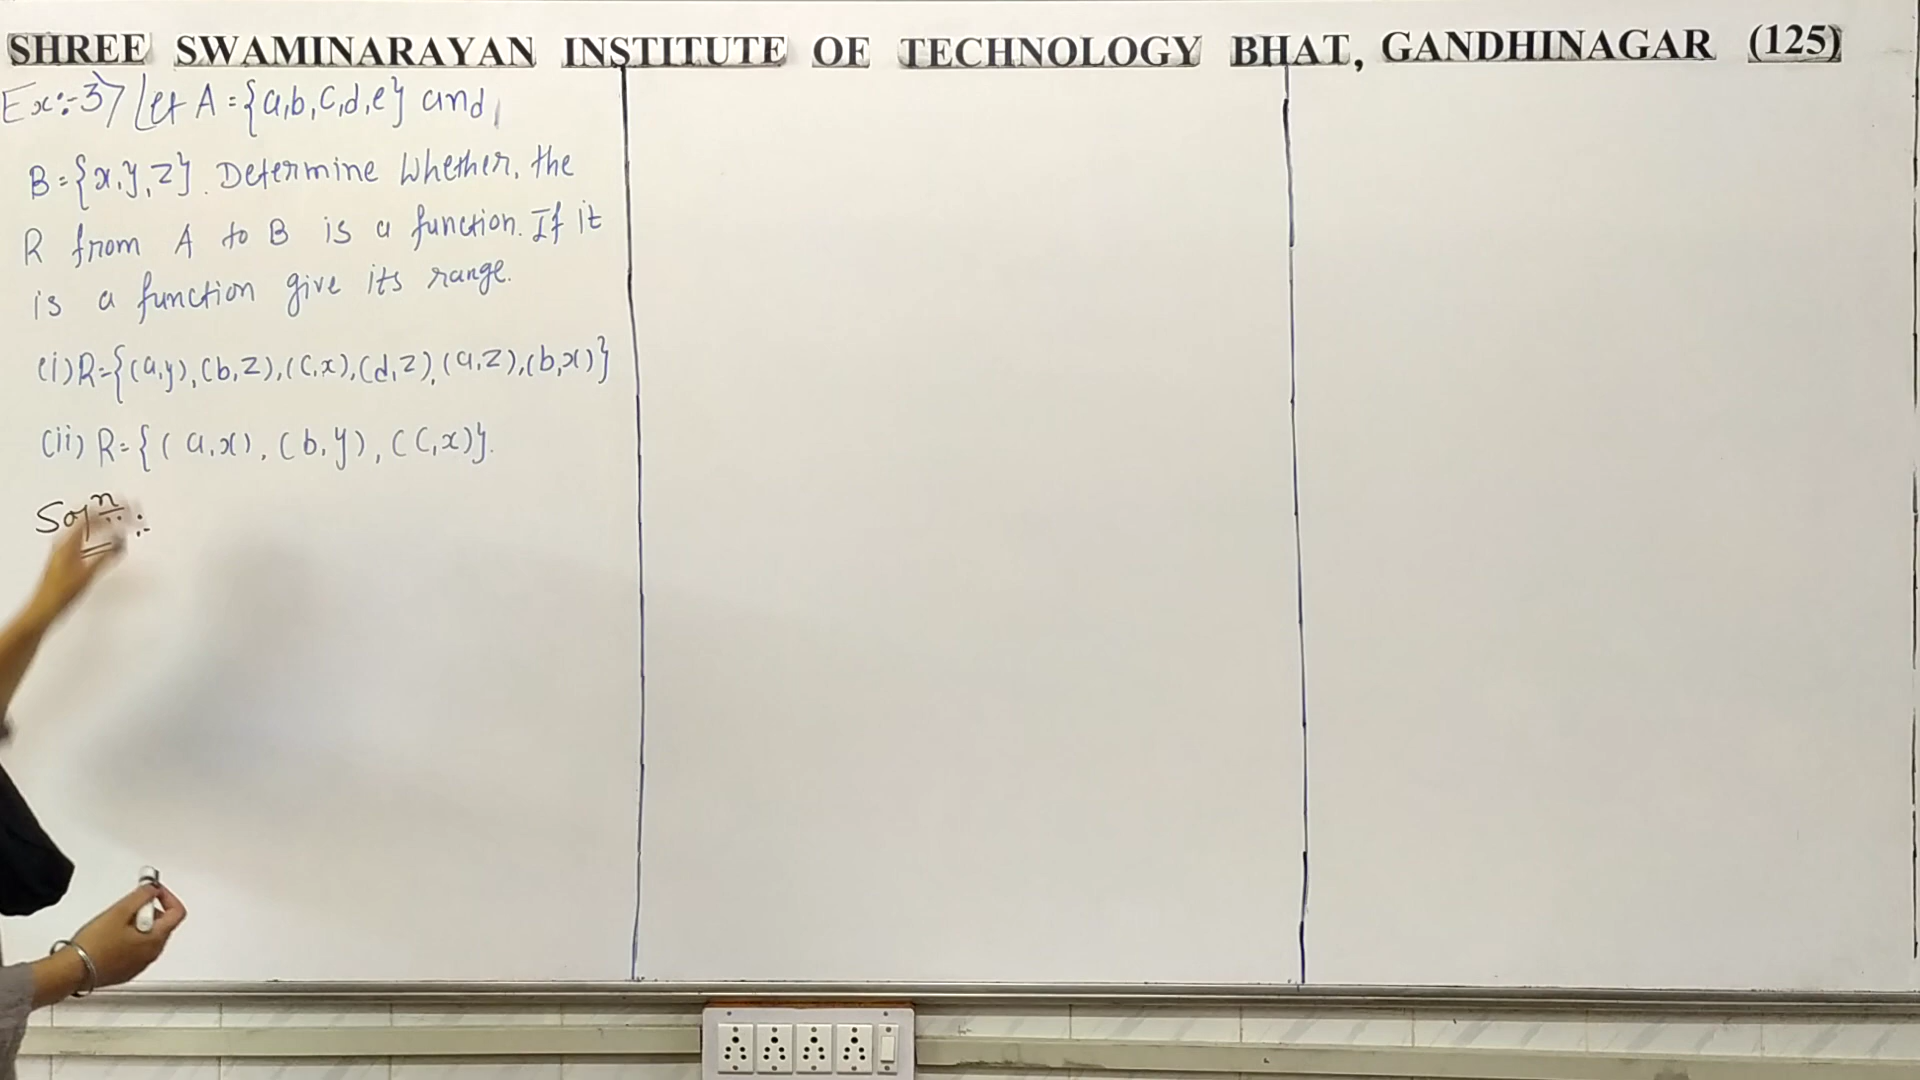 SHREE SWAMINARAYAN INSTITUTE OF TECHNOLOGY BHAT, GANDHINAGAR (125)
Ex:-3> Let A = {a,b,c,d,e} and
B = {x,y,z}. Determine whether, the
R from A to B is a function. If it
is a function give its range.
(i) R = {(a,y), (b,z), (c,x), (d,z), (a,z), (b,x)}
(ii) R = {(a,x), (b,y), (c,x)}.
Solⁿ :-